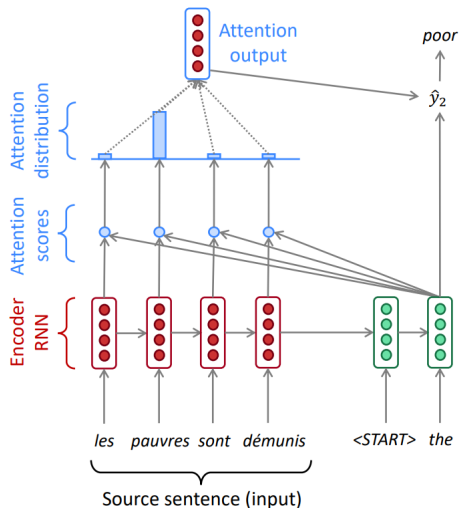 Attention
output
poor
ŷ₂
Attention
distribution
Attention
scores
Encoder
RNN
les pauvres sont démunis <START> the
Source sentence (input)